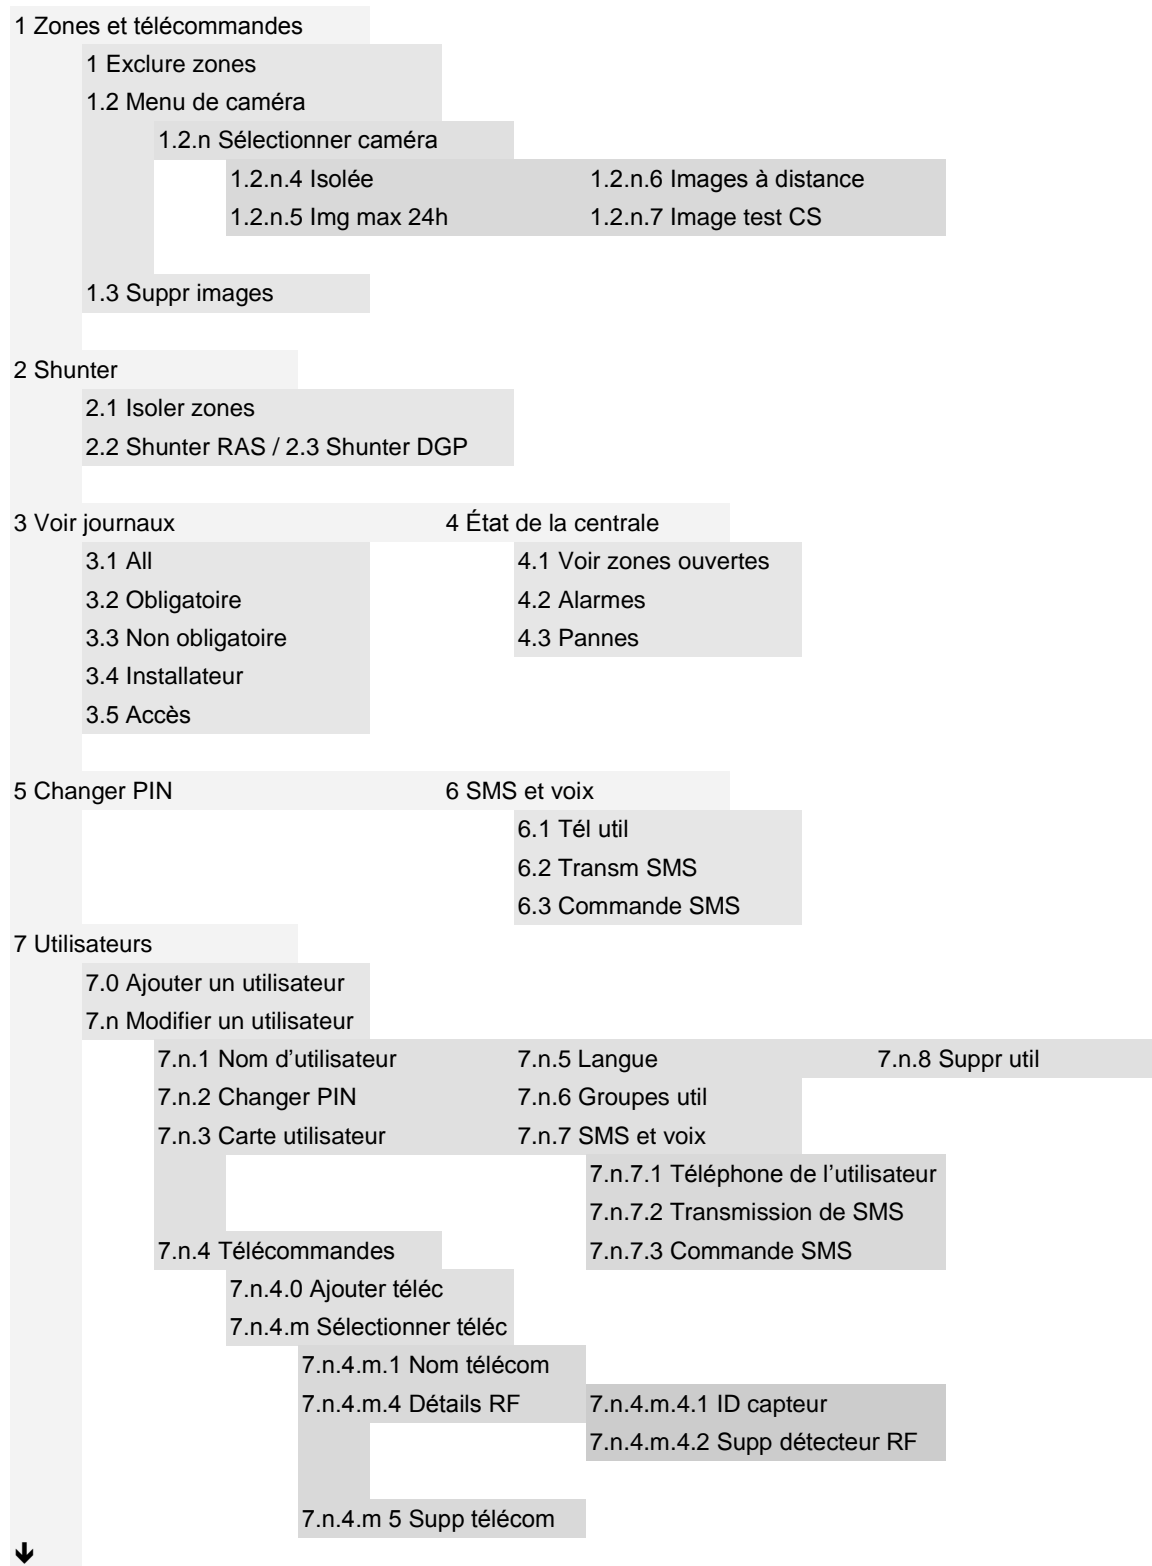 1 Zones et télécommandes
1 Exclure zones
1.2 Menu de caméra
1.2.n Sélectionner caméra
1.2.n.4 Isolée 1.2.n.6 Images à distance
1.2.n.5 Img max 24h 1.2.n.7 Image test CS
1.3 Suppr images
2 Shunter
2.1 Isoler zones
2.2 Shunter RAS / 2.3 Shunter DGP
3 Voir journaux 4 État de la centrale
3.1 All 4.1 Voir zones ouvertes
3.2 Obligatoire 4.2 Alarmes
3.3 Non obligatoire 4.3 Pannes
3.4 Installateur
3.5 Accès
5 Changer PIN 6 SMS et voix
6.1 Tél util
6.2 Transm SMS
6.3 Commande SMS
7 Utilisateurs
7.0 Ajouter un utilisateur
7.n Modifier un utilisateur
7.n.1 Nom d’utilisateur 7.n.5 Langue 7.n.8 Suppr util
7.n.2 Changer PIN 7.n.6 Groupes util
7.n.3 Carte utilisateur 7.n.7 SMS et voix
7.n.7.1 Téléphone de l’utilisateur
7.n.7.2 Transmission de SMS
7.n.4 Télécommandes 7.n.7.3 Commande SMS
7.n.4.0 Ajouter téléc
7.n.4.m Sélectionner téléc
7.n.4.m.1 Nom télécom
7.n.4.m.4 Détails RF 7.n.4.m.4.1 ID capteur
7.n.4.m.4.2 Supp détecteur RF
7.n.4.m 5 Supp télécom